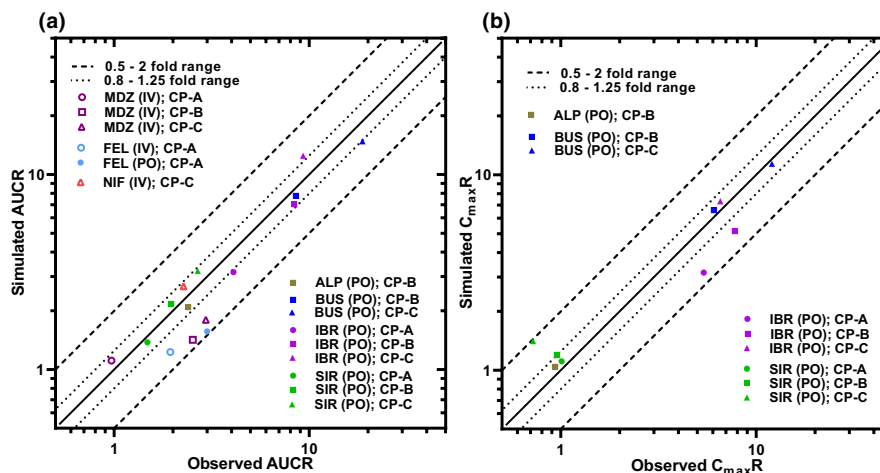 (a)
0.5 - 2 fold range
0.8 - 1.25 fold range
MDZ (IV); CP-A
MDZ (IV); CP-B
MDZ (IV); CP-C
FEL (IV); CP-A
FEL (PO); CP-A
NIF (IV); CP-C
ALP (PO); CP-B
BUS (PO); CP-B
BUS (PO); CP-C
IBR (PO); CP-A
IBR (PO); CP-B
IBR (PO); CP-C
SIR (PO); CP-A
SIR (PO); CP-B
SIR (PO); CP-C
Simulated AUCR
10
1
1
10
Observed AUCR
(b)
0.5 - 2 fold range
0.8 - 1.25 fold range
ALP (PO); CP-B
BUS (PO); CP-B
BUS (PO); CP-C
IBR (PO); CP-A
IBR (PO); CP-B
IBR (PO); CP-C
SIR (PO); CP-A
SIR (PO); CP-B
SIR (PO); CP-C
Simulated CmaxR
10
1
1
10
Observed CmaxR